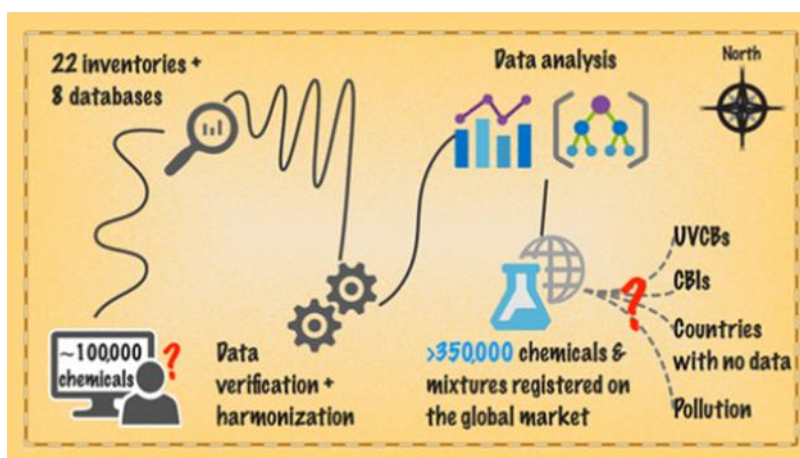 22 inventories +
8 databases
Data analysis
North
~100,000
chemicals
?
Data
verification +
harmonization
>350,000 chemicals &
mixtures registered on
the global market
?
UVCBs
CBIs
Countries
with no data
Pollution